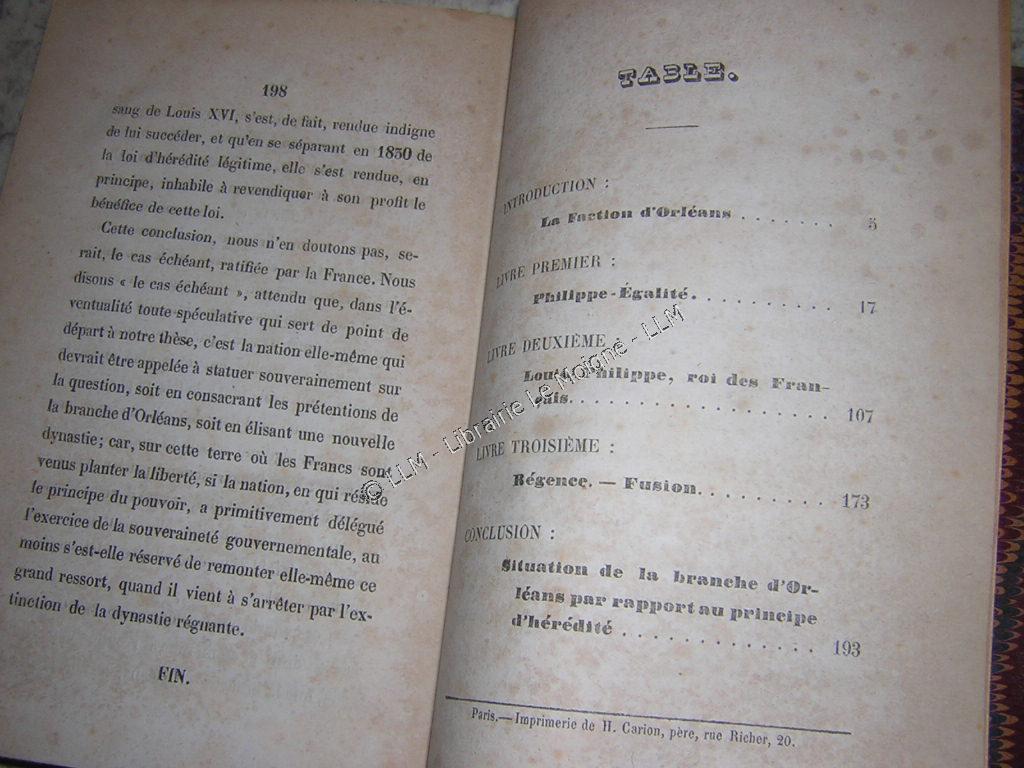 198
sang de Louis XVI, s'est, de fait, rendue indigne
de lui succéder, et qu'en se séparant en 1830 de
la loi d'hérédité légitime, elle s'est rendue, en
principe, inhabile à revendiquer à son profit le
bénéfice de cette loi.
Cette conclusion, nous n'en doutons pas, se-
rait, le cas échéant, ratifiée par la France. Nous
disons « le cas échéant », attendu que, dans l'é-
ventualité toute spéculative qui sert de point de
départ à notre thèse, c'est la nation elle-même qui
devrait être appelée à statuer souverainement sur
la question, soit en consacrant les prétentions de
la branche d'Orléans, soit en élisant une nouvelle
dynastie; car, sur cette terre où les Francs sont
venus planter la liberté, si la nation, en qui réside
le principe du pouvoir, a primitivement délégué
l'exercice de la souveraineté gouvernementale, au
moins s'est-elle réservé de remonter elle-même ce
grand ressort, quand il vient à s'arrêter par l'ex-
tinction de la dynastie régnante.
FIN.
TABLE.
INTRODUCTION :
La Faction d'Orléans . . . . . . . 5
LIVRE PREMIER :
Philippe-Égalité. . . . . . . . . . . 17
LIVRE DEUXIÈME :
Louis-Philippe, roi des Fran-
çais. . . . . . . . . . . . . . . . . . . 107
LIVRE TROISIÈME :
Régence. — Fusion. . . . . . . . . 173
CONCLUSION :
Situation de la branche d'Or-
léans par rapport au principe
d'hérédité . . . . . . . . . . . . . 193
Paris.—Imprimerie de H. Carion, père, rue Richer, 20.
© LLM - Librairie Le Moigne - LLM